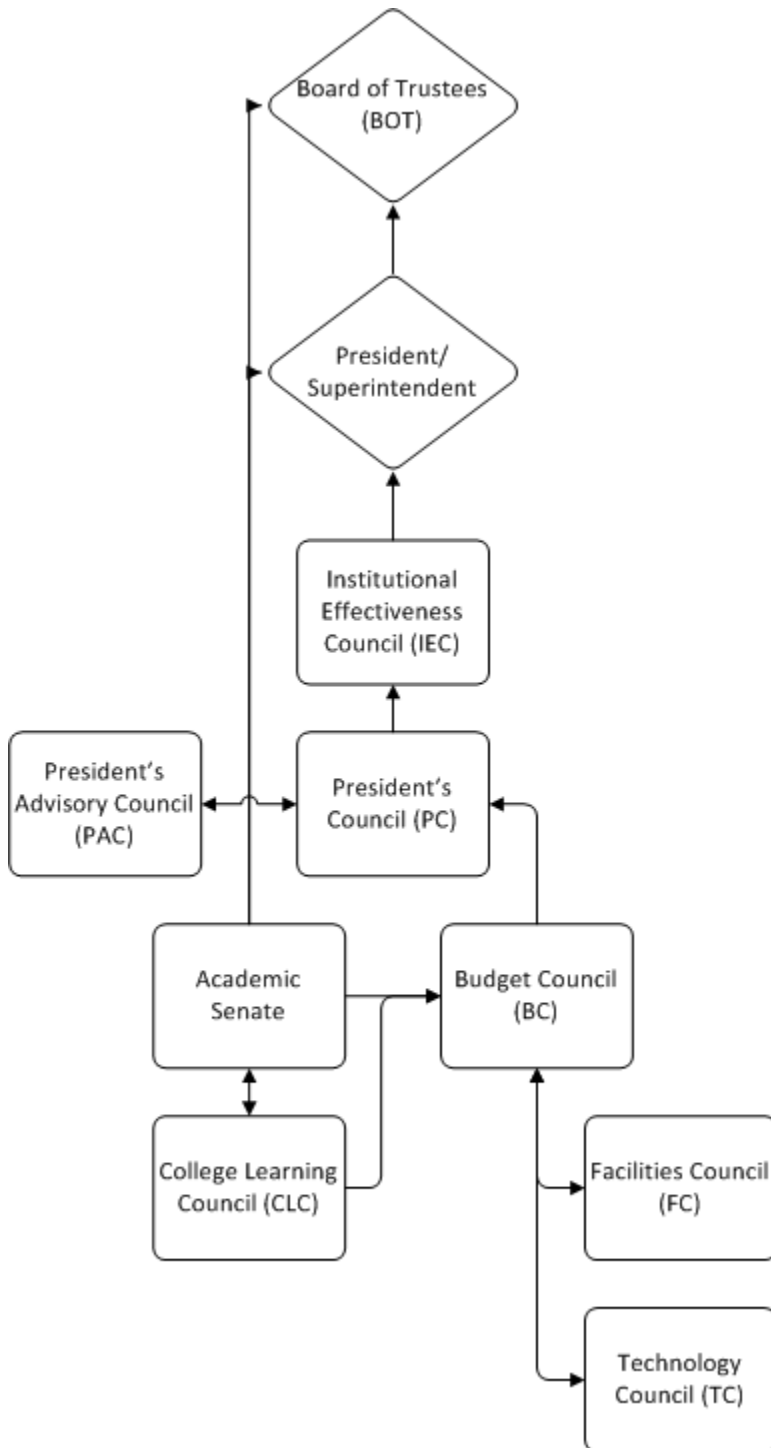 Board of Trustees
(BOT)
President/
Superintendent
Institutional
Effectiveness
Council (IEC)
President’s
Advisory Council
(PAC)
President’s
Council (PC)
Academic
Senate
Budget Council
(BC)
College Learning
Council (CLC)
Facilities Council
(FC)
Technology
Council (TC)